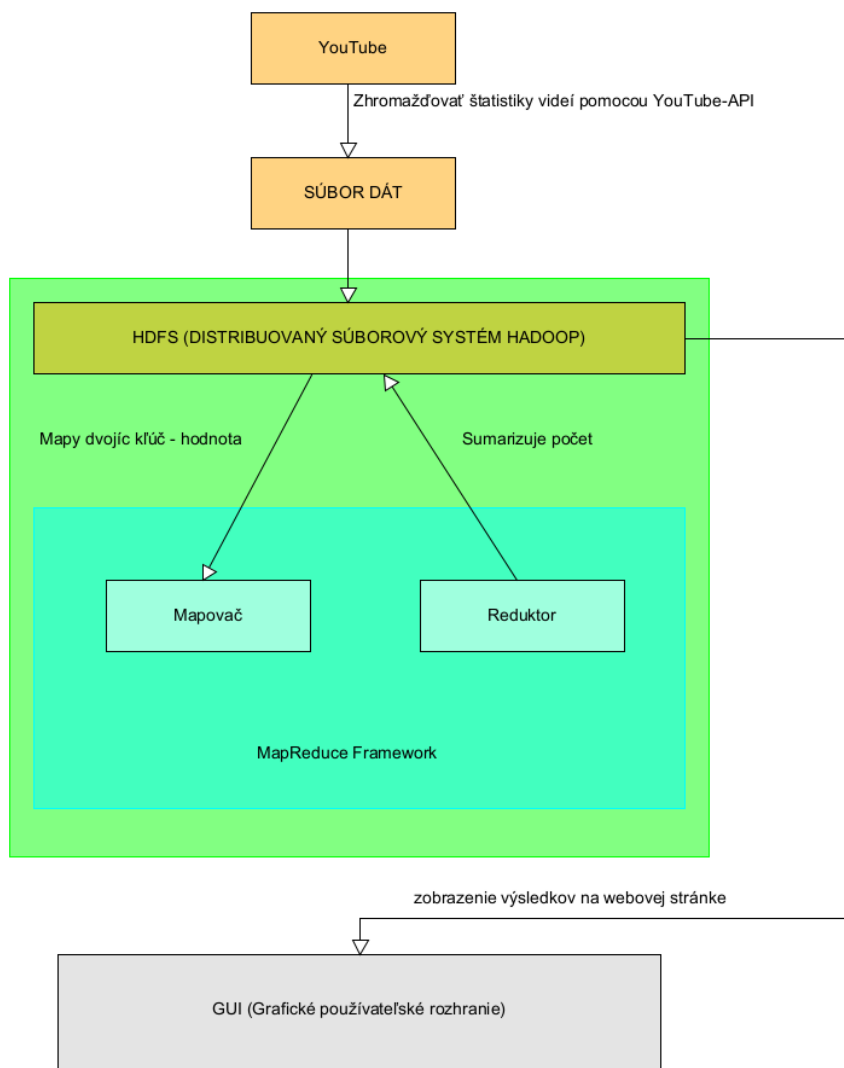 YouTube
Zhromažďovať štatistiky videí pomocou YouTube-API
SÚBOR DÁT
HDFS (DISTRIBUOVANÝ SÚBOROVÝ SYSTÉM HADOOP)
Mapy dvojíc kľúč - hodnota
Sumarizuje počet
Mapovač
Reduktor
MapReduce Framework
zobrazenie výsledkov na webovej stránke
GUI (Grafické používateľské rozhranie)